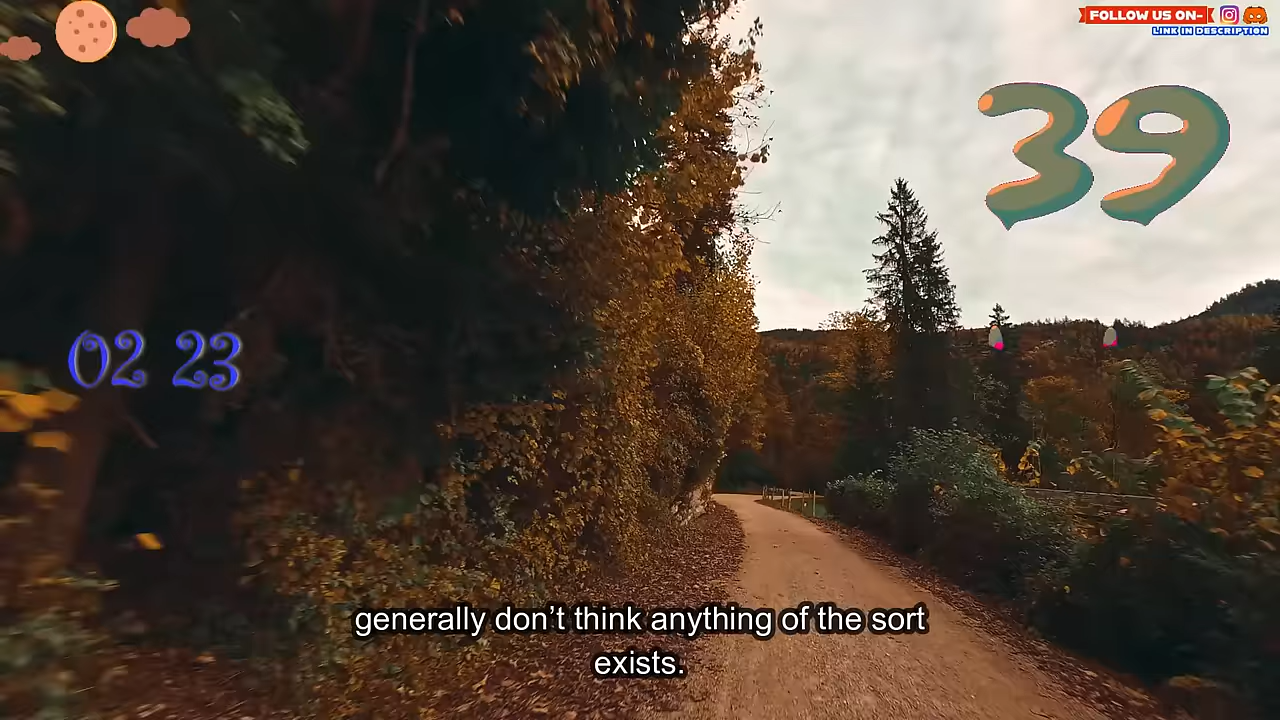 FOLLOW US ON-
LINK IN DESCRIPTION
39
02 23
generally don’t think anything of the sort
exists.